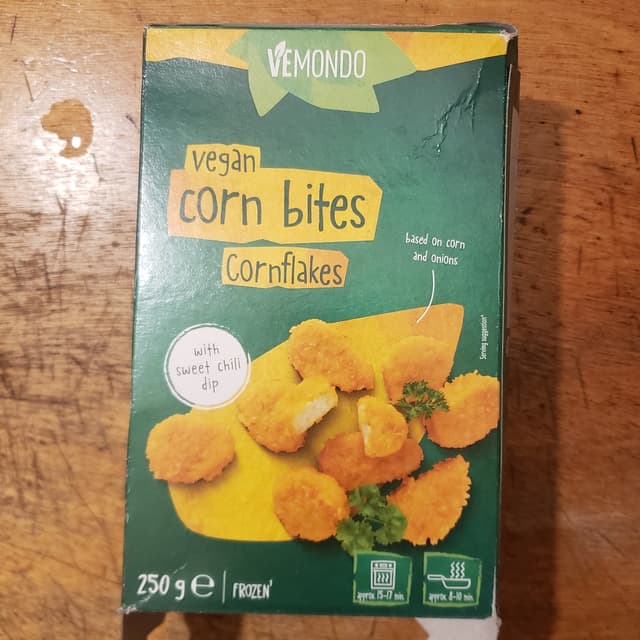 VEMONDO
vegan
corn bites
Cornflakes
based on corn
and onions
Serving suggestion*
with
sweet chili
dip
250 g e
FROZEN¹
approx. 15-17 min.
approx. 8-10 min.